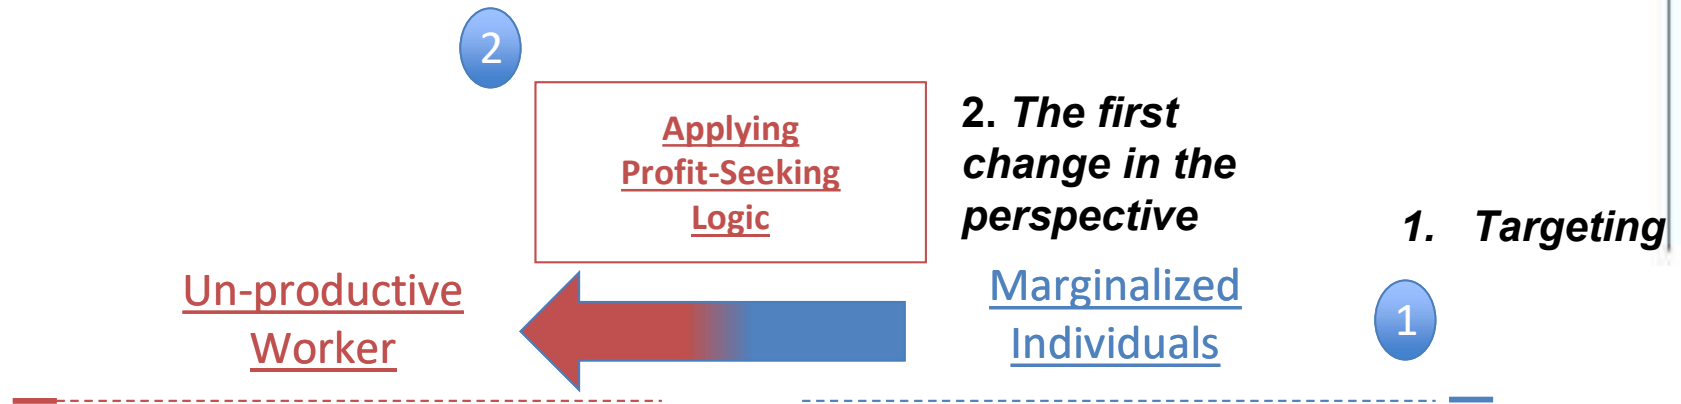 2
Applying
Profit-Seeking
Logic
2. The first
change in the
perspective
1. Targeting
Un-productive
Worker
Marginalized
Individuals
1